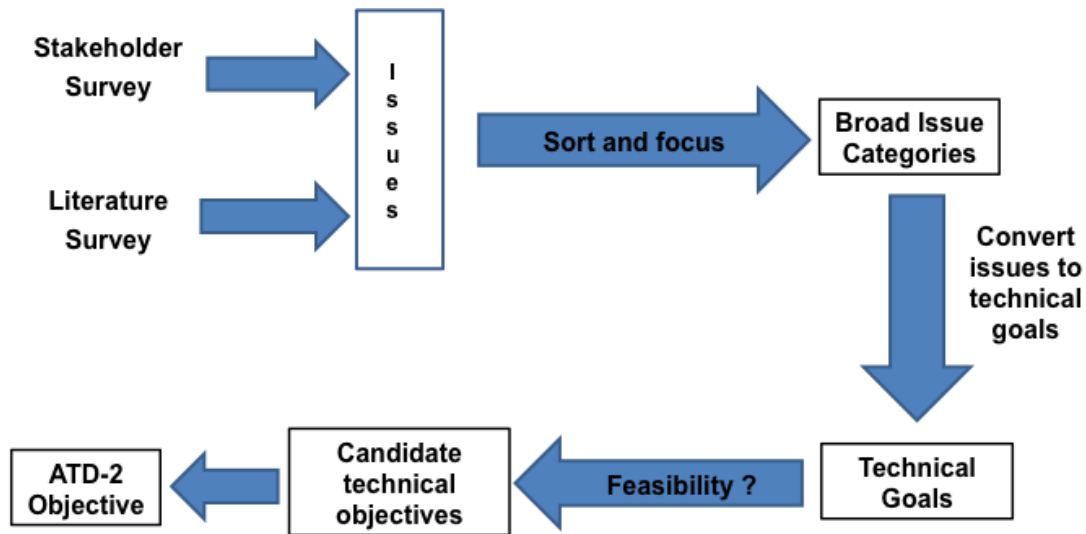 Stakeholder
Survey
Literature
Survey
I
s
s
u
e
s
Sort and focus
Broad Issue
Categories
Convert
issues to
technical
goals
Technical
Goals
Feasibility ?
Candidate
technical
objectives
ATD-2
Objective